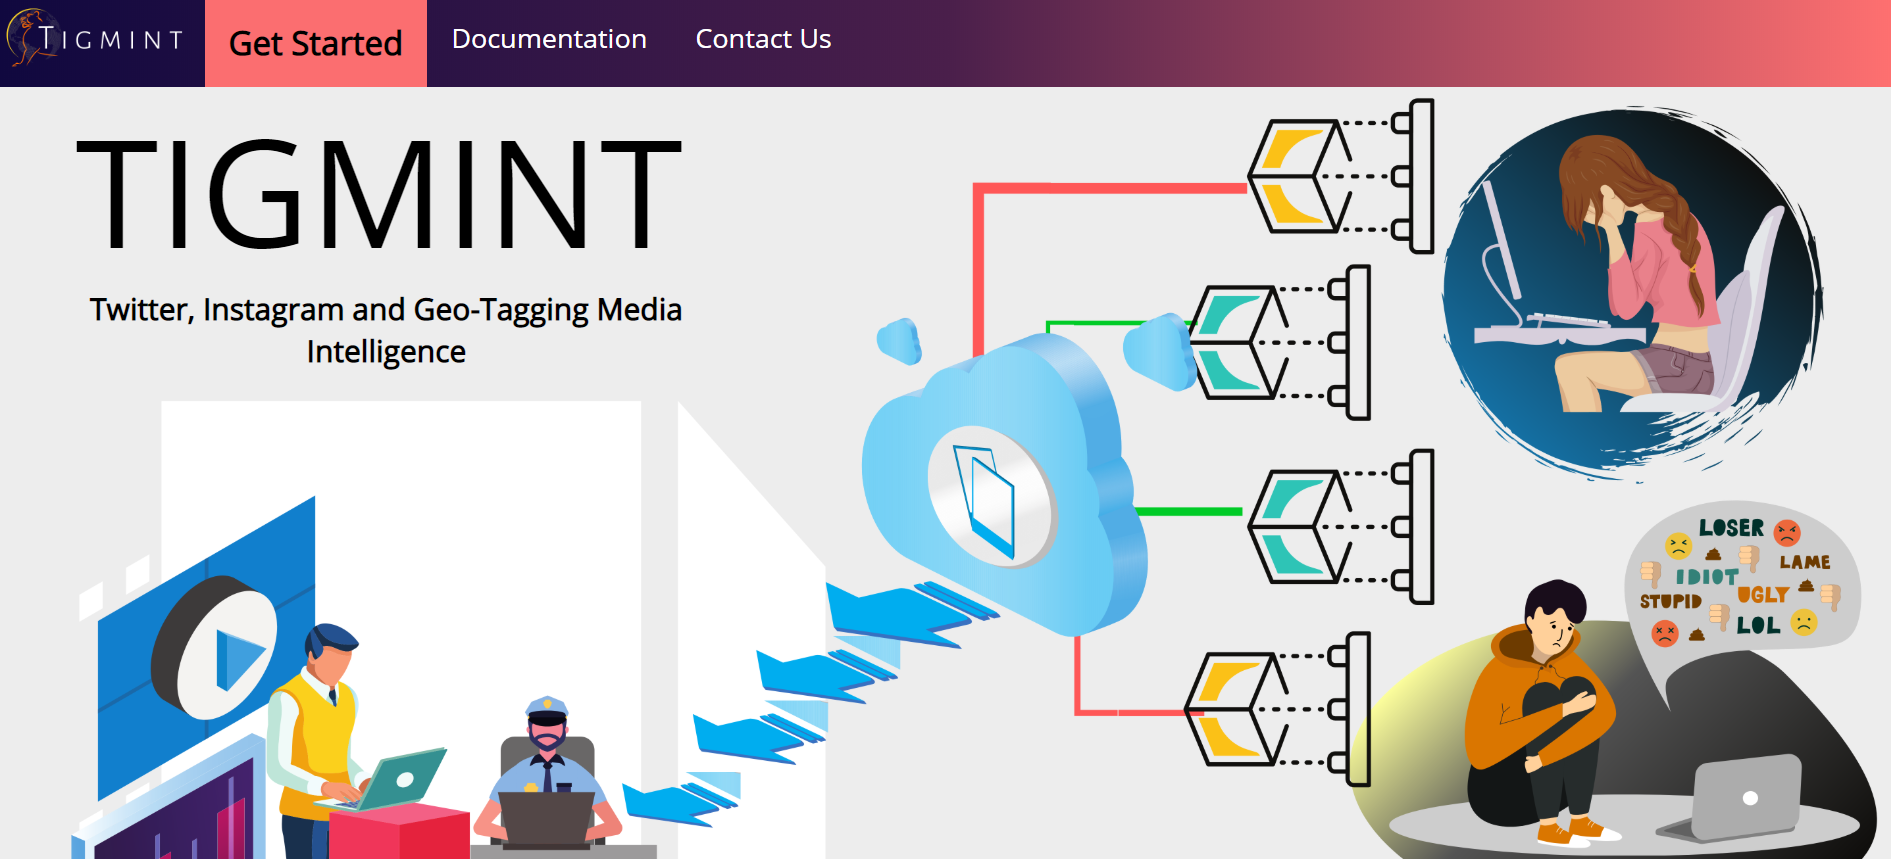 TIGMINT
Get Started
Documentation
Contact Us
TIGMINT
Twitter, Instagram and Geo-Tagging Media
Intelligence
LOSER
LAME
IDIOT
UGLY
STUPID
LOL